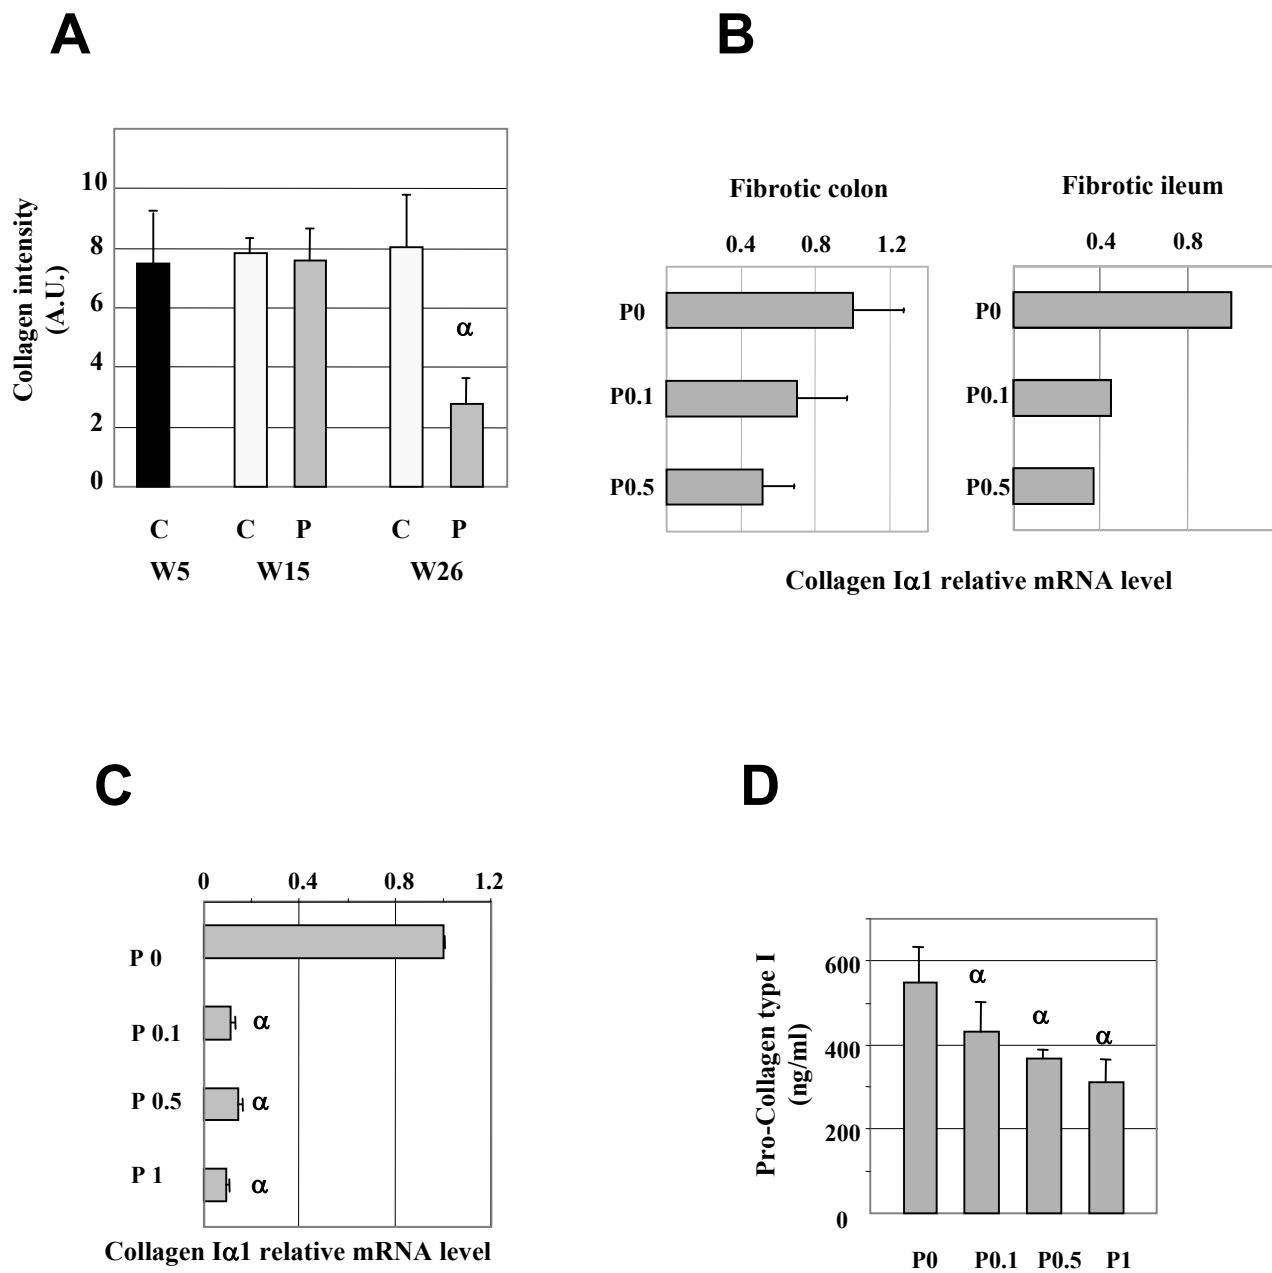 A
Collagen intensity
(A.U.)
10
8
6
4
2
0
α
C C P C P
W5 W15 W26
B
Fibrotic colon
0.4 0.8 1.2
P0
P0.1
P0.5
Fibrotic ileum
0.4 0.8
P0
P0.1
P0.5
Collagen Iα1 relative mRNA level
C
0 0.4 0.8 1.2
P 0
P 0.1 α
P 0.5 α
P 1 α
Collagen Iα1 relative mRNA level
D
Pro-Collagen type I
(ng/ml)
600
400
200
0
α
α
α
P0 P0.1 P0.5 P1